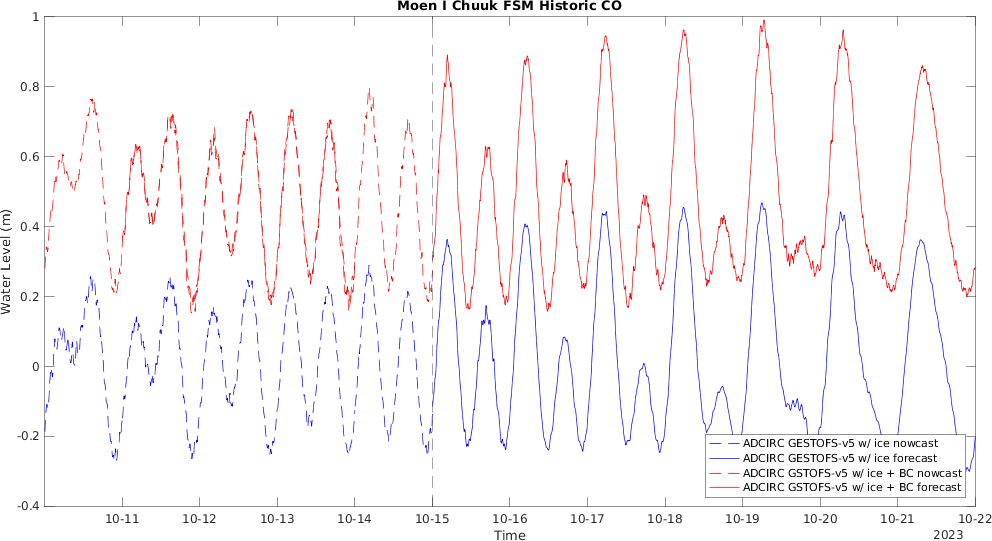 Moen I Chuuk FSM Historic CO
Water Level (m)
1
0.8
0.6
0.4
0.2
0
-0.2
-0.4
ADCIRC GESTOFS-v5 w/ ice nowcast
ADCIRC GESTOFS-v5 w/ ice forecast
ADCIRC GSTOFS-v5 w/ ice + BC nowcast
ADCIRC GSTOFS-v5 w/ ice + BC forecast
10-11 10-12 10-13 10-14 10-15 10-16 10-17 10-18 10-19 10-20 10-21 10-22
Time
2023